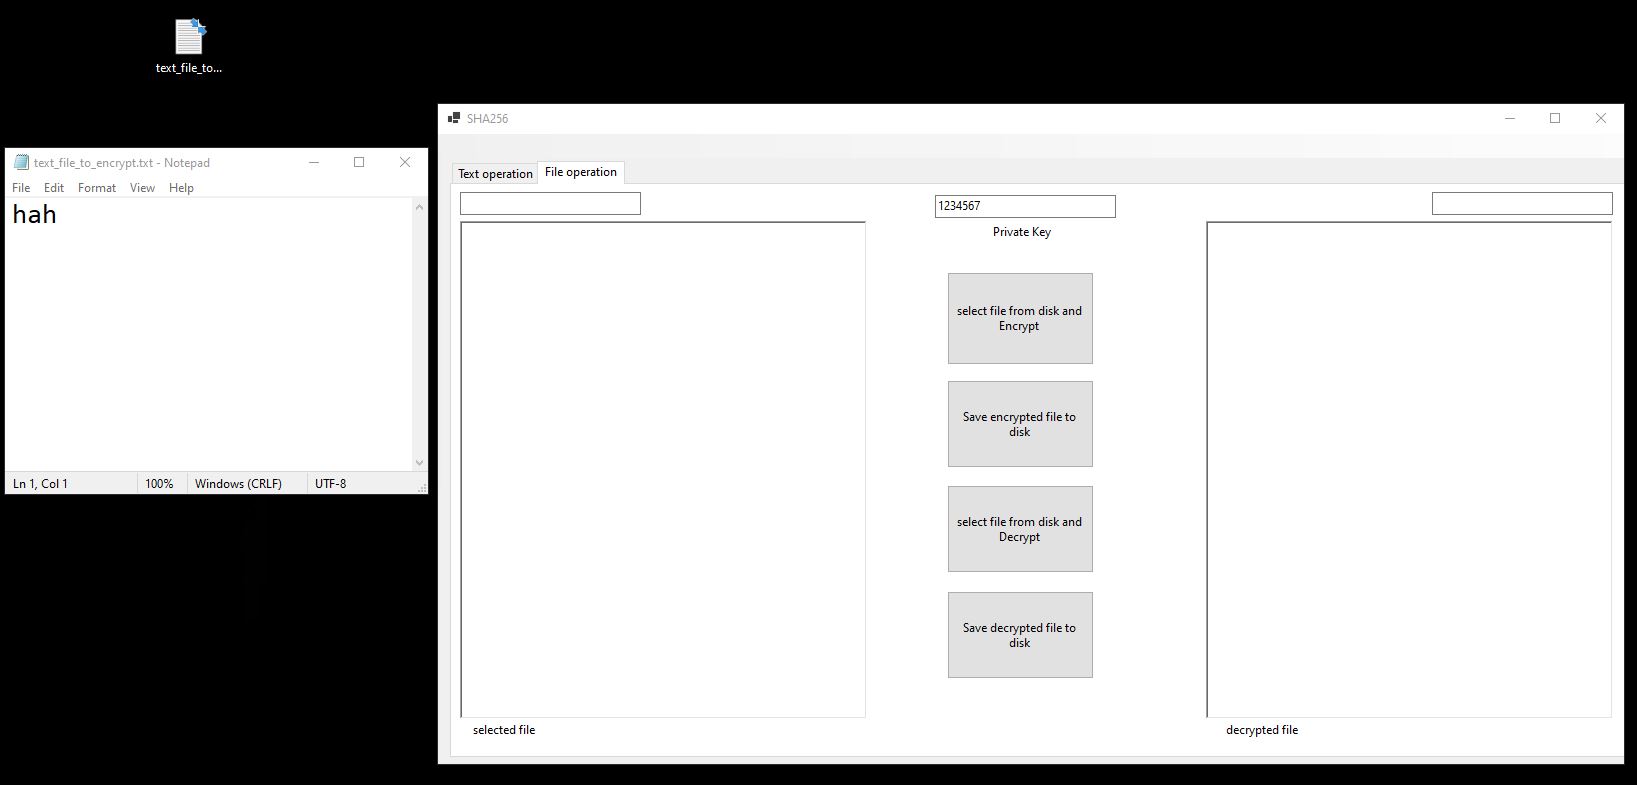 text_file_to...
text_file_to_encrypt.txt - Notepad
File Edit Format View Help
hah
Ln 1, Col 1 100% Windows (CRLF) UTF-8
SHA256
Text operation File operation
1234567
Private Key
select file from disk and
Encrypt
Save encrypted file to
disk
select file from disk and
Decrypt
Save decrypted file to
disk
selected file
decrypted file